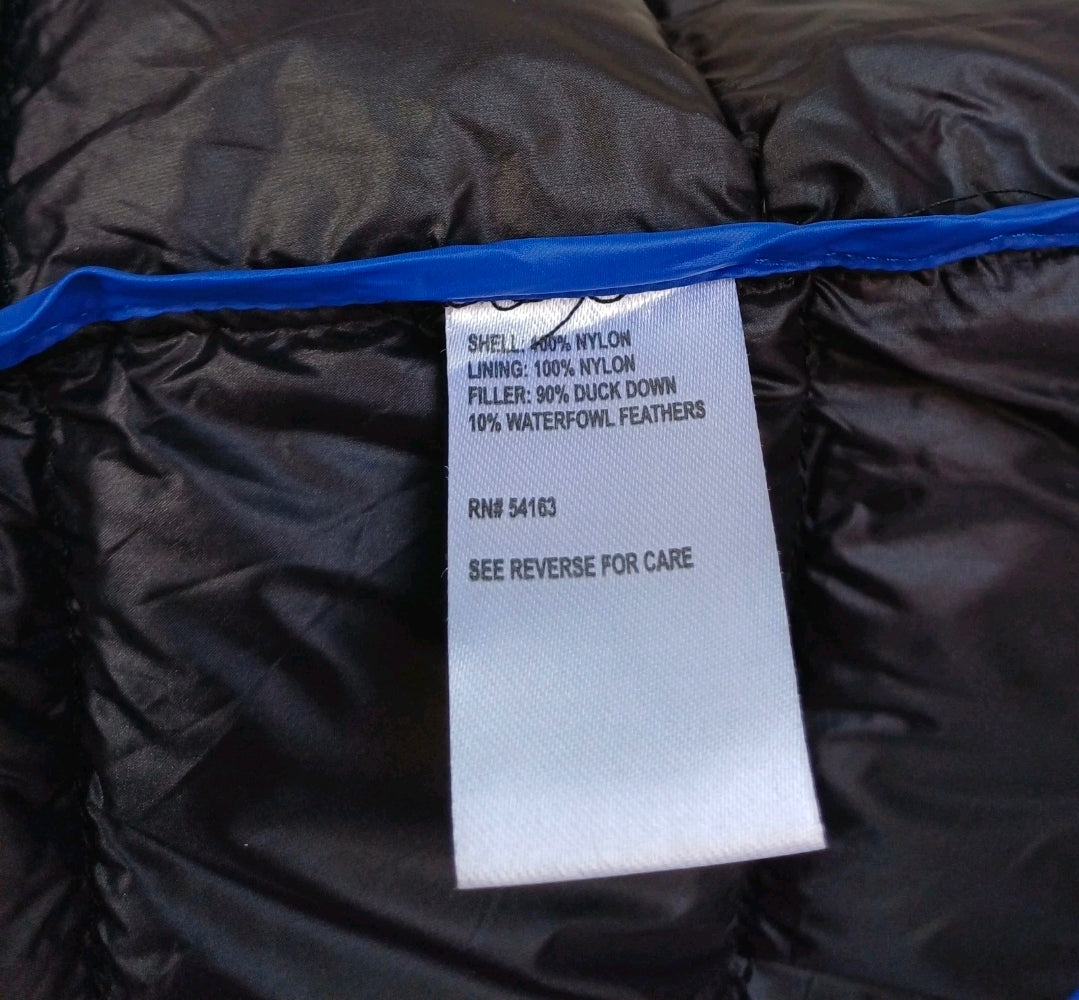 SHELL: 100% NYLON
LINING: 100% NYLON
FILLER: 90% DUCK DOWN
10% WATERFOWL FEATHERS
RN# 54163
SEE REVERSE FOR CARE